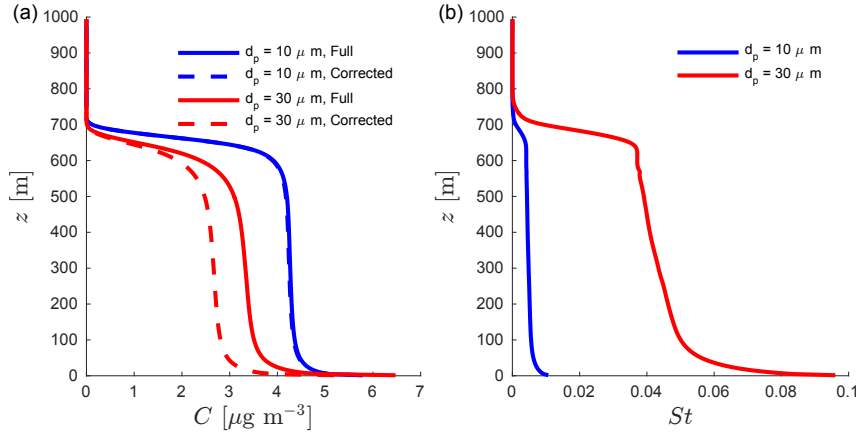 (a)
1000
900
800
700
600
500
400
300
200
100
0
z [m]
d_p = 10 μ m, Full
d_p = 10 μ m, Corrected
d_p = 30 μ m, Full
d_p = 30 μ m, Corrected
0 1 2 3 4 5 6 7
C [μg m⁻³]
(b)
1000
900
800
700
600
500
400
300
200
100
0
z [m]
d_p = 10 μ m
d_p = 30 μ m
0 0.02 0.04 0.06 0.08 0.1
St